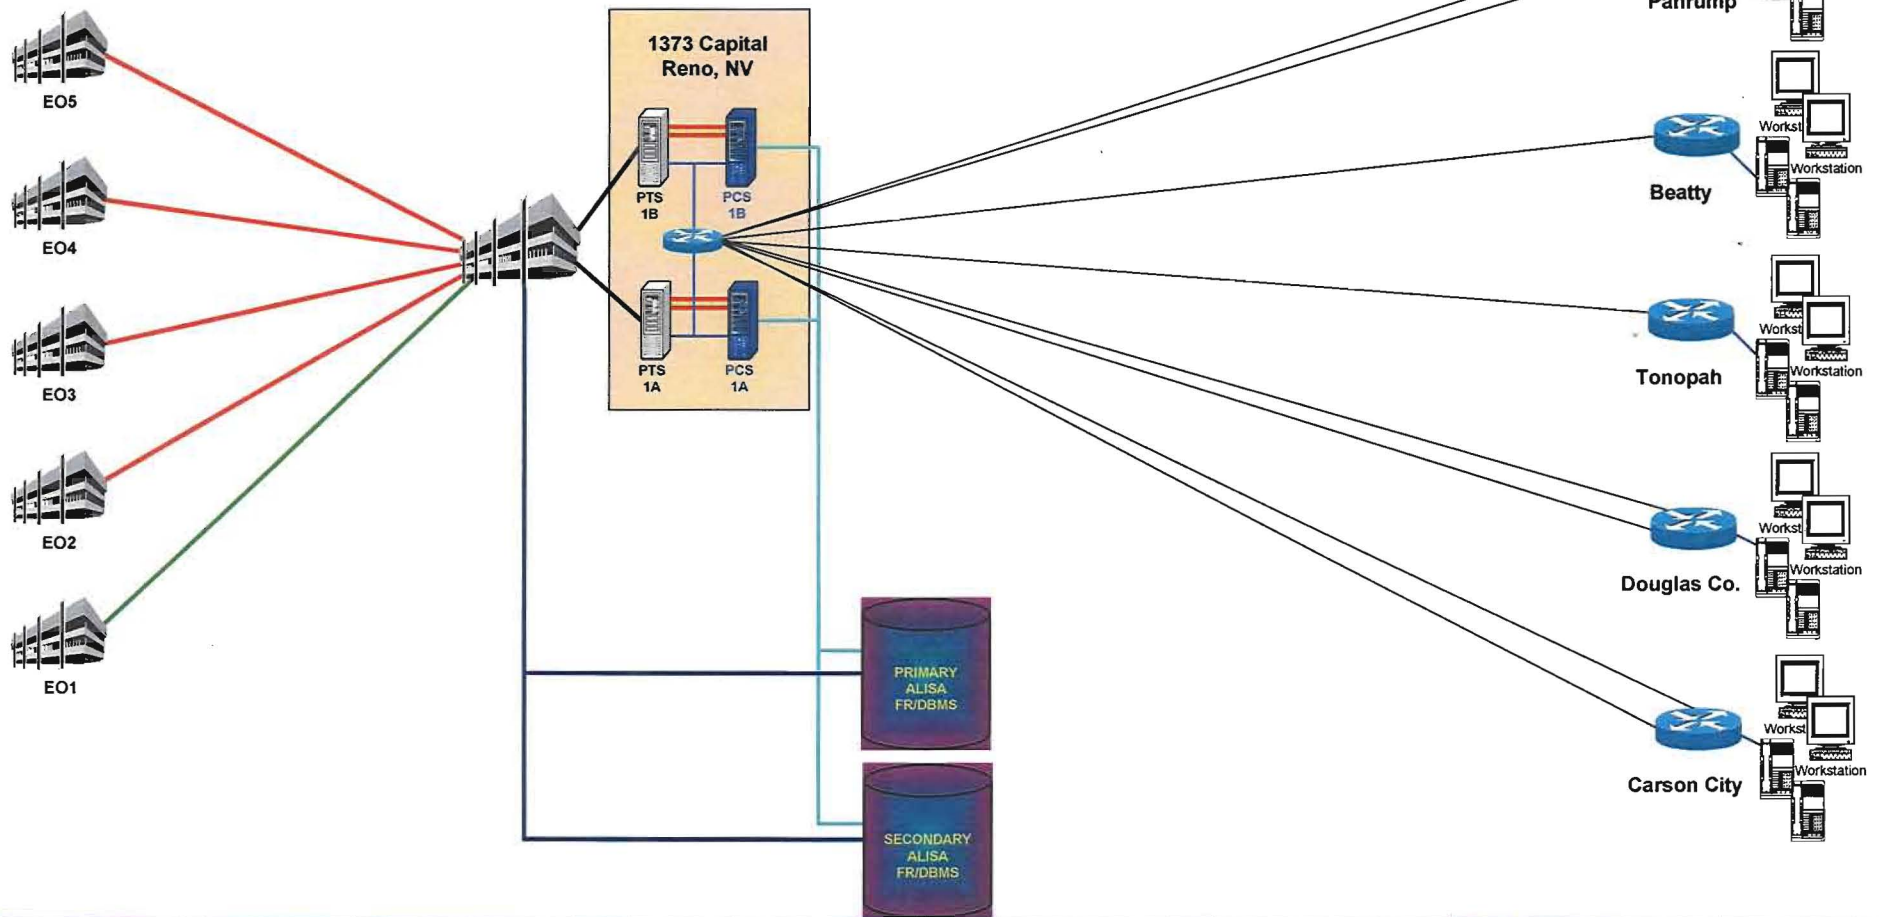 Pahrump
EO5
EO4
EO3
EO2
EO1
1373 Capital
Reno, NV
PTS
1B
PCS
1B
PTS
1A
PCS
1A
PRIMARY
ALISA
FR/DBMS
SECONDARY
ALISA
FR/DBMS
Workst
Workstation
Beatty
Workst
Workstation
Tonopah
Workst
Workstation
Douglas Co.
Workst
Workstation
Carson City